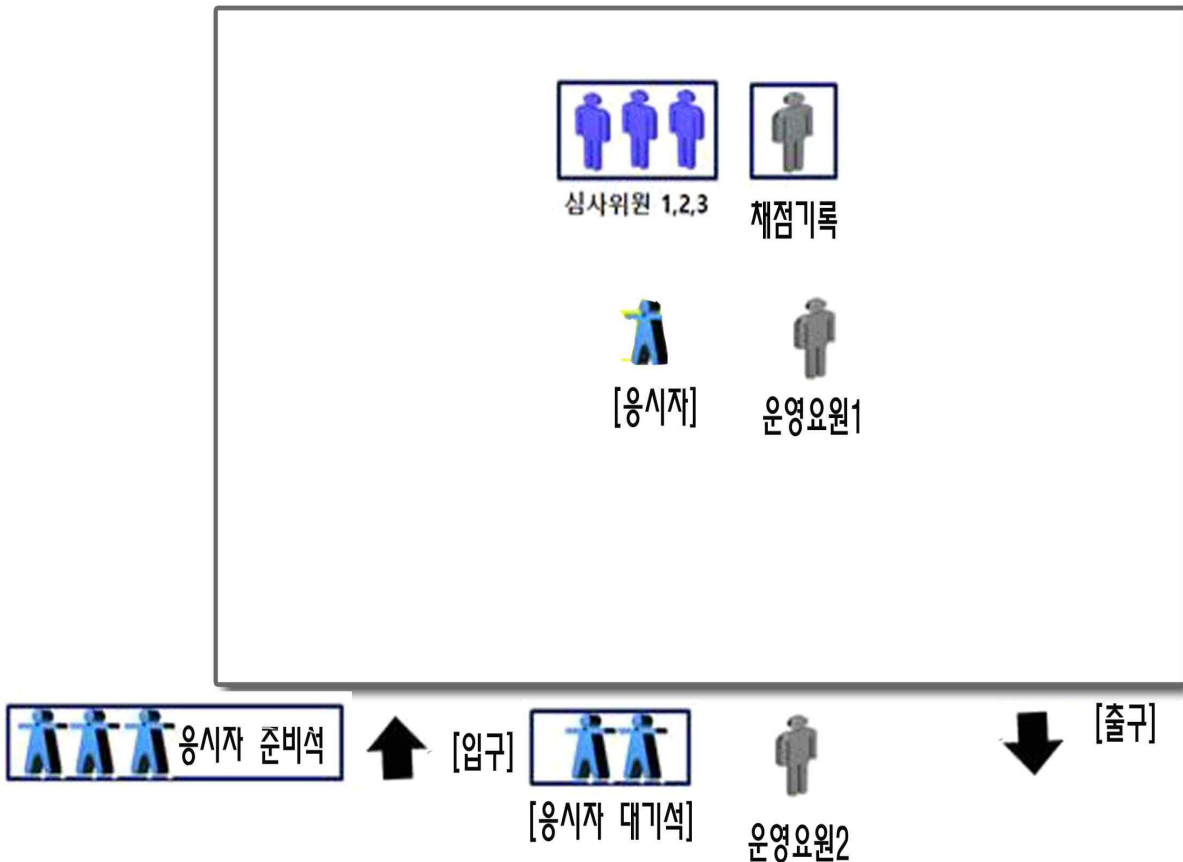 심사위원 1,2,3
채점기록
[응시자]
운영요원1
응시자 준비석
[입구]
[응시자 대기석]
운영요원2
[출구]